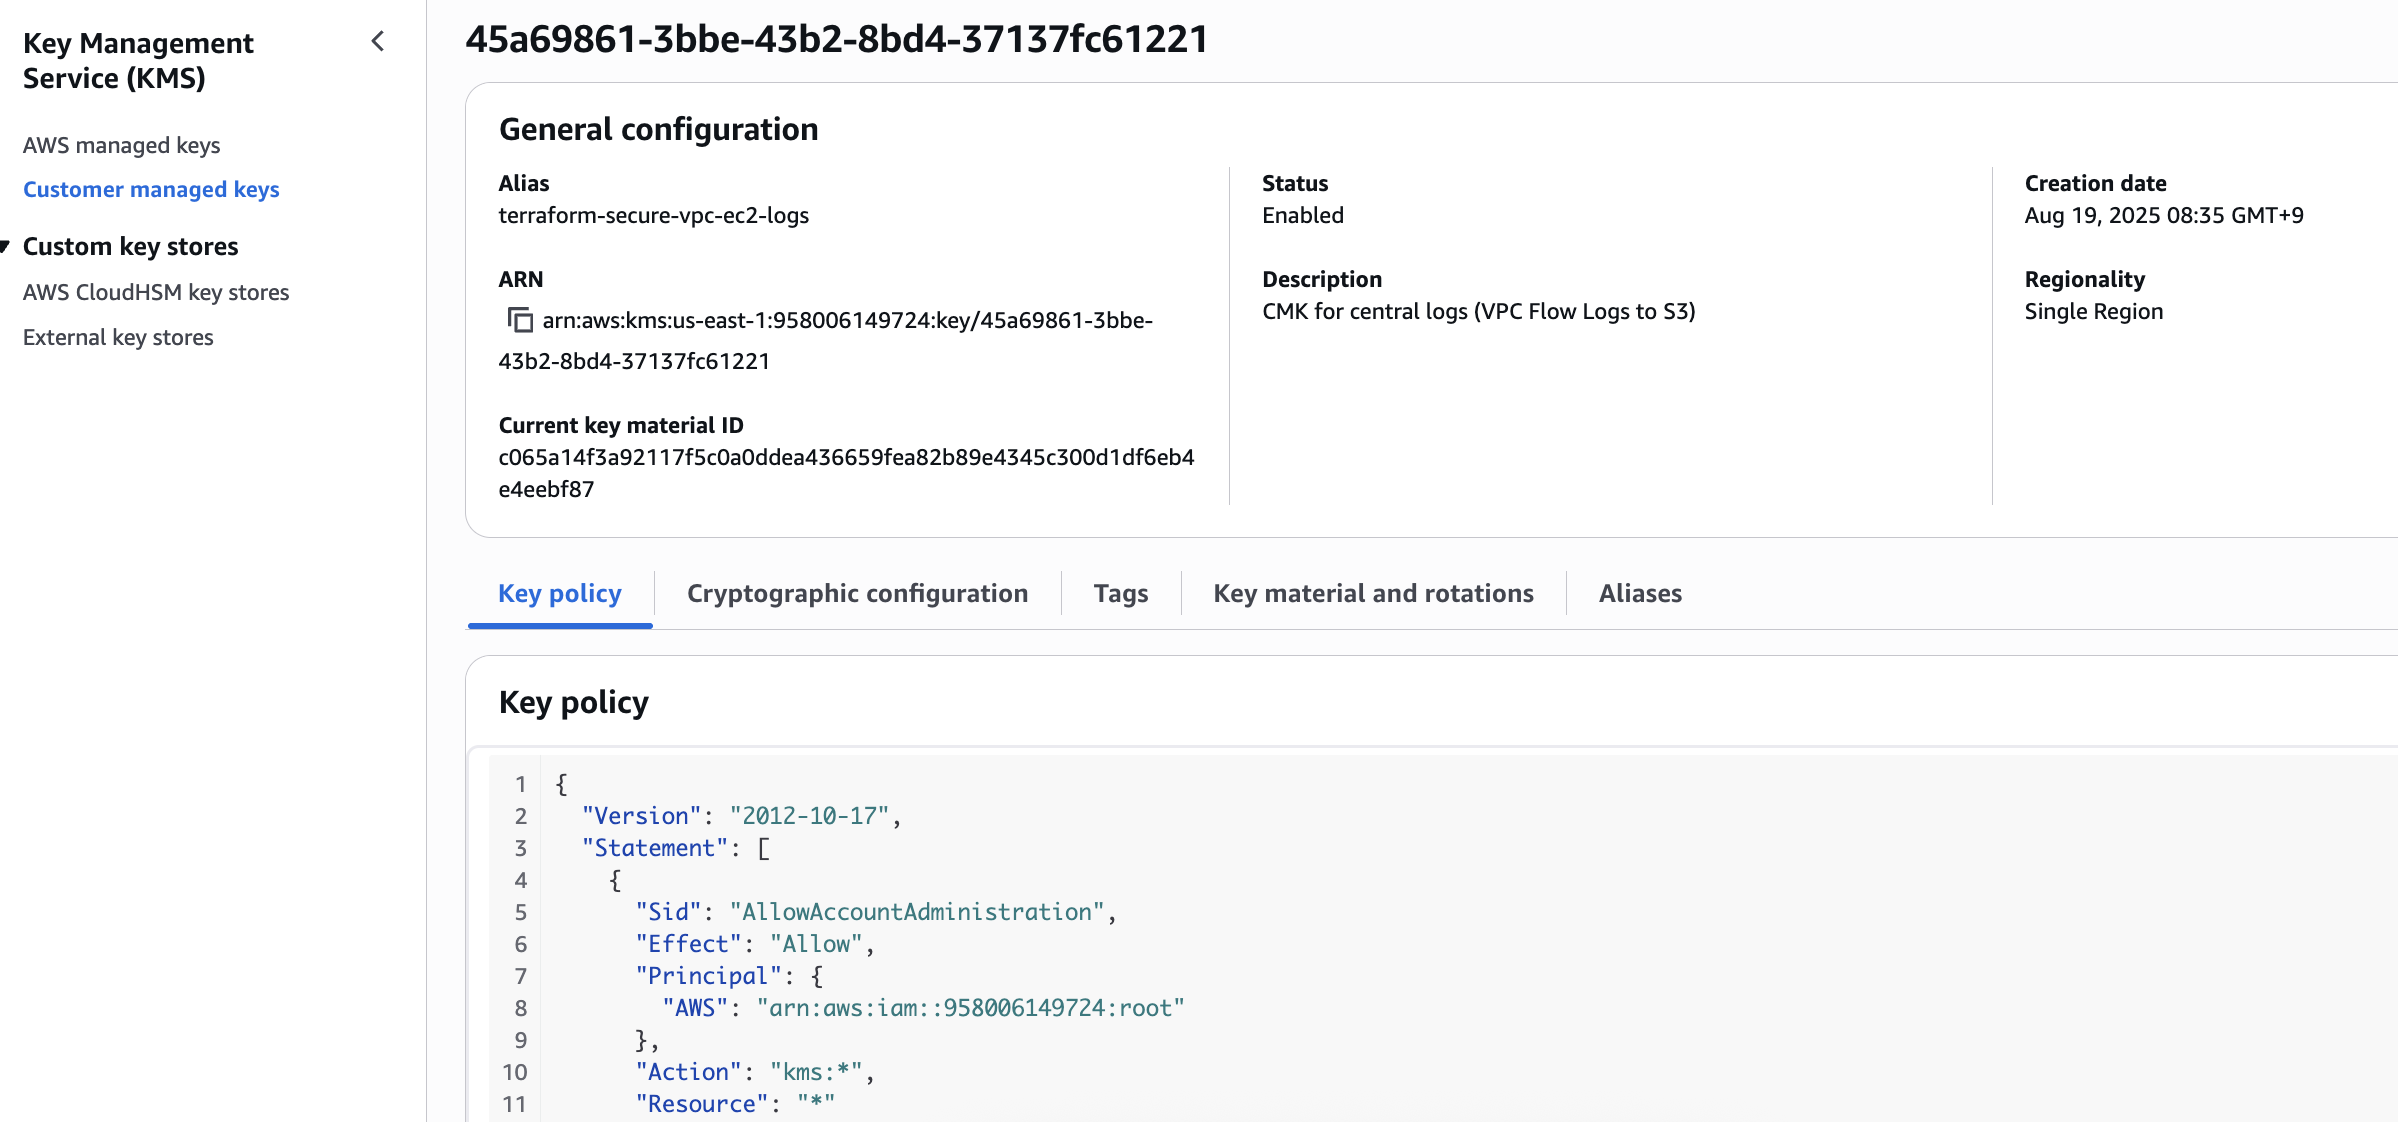 Key Management
Service (KMS)
AWS managed keys
Customer managed keys
Custom key stores
AWS CloudHSM key stores
External key stores
45a69861-3bbe-43b2-8bd4-37137fc61221
General configuration
Alias
terraform-secure-vpc-ec2-logs
ARN
arn:aws:kms:us-east-1:958006149724:key/45a69861-3bbe-
43b2-8bd4-37137fc61221
Current key material ID
c065a14f3a92117f5c0a0ddea436659fea82b89e4345c300d1df6eb4
e4eebf87
Status
Enabled
Description
CMK for central logs (VPC Flow Logs to S3)
Creation date
Aug 19, 2025 08:35 GMT+9
Regionality
Single Region
Key policy
Cryptographic configuration
Tags
Key material and rotations
Aliases
Key policy
1 {
2 "Version": "2012-10-17",
3 "Statement": [
4 {
5 "Sid": "AllowAccountAdministration",
6 "Effect": "Allow",
7 "Principal": {
8 "AWS": "arn:aws:iam::958006149724:root"
9 },
10 "Action": "kms:*",
11 "Resource": "*"